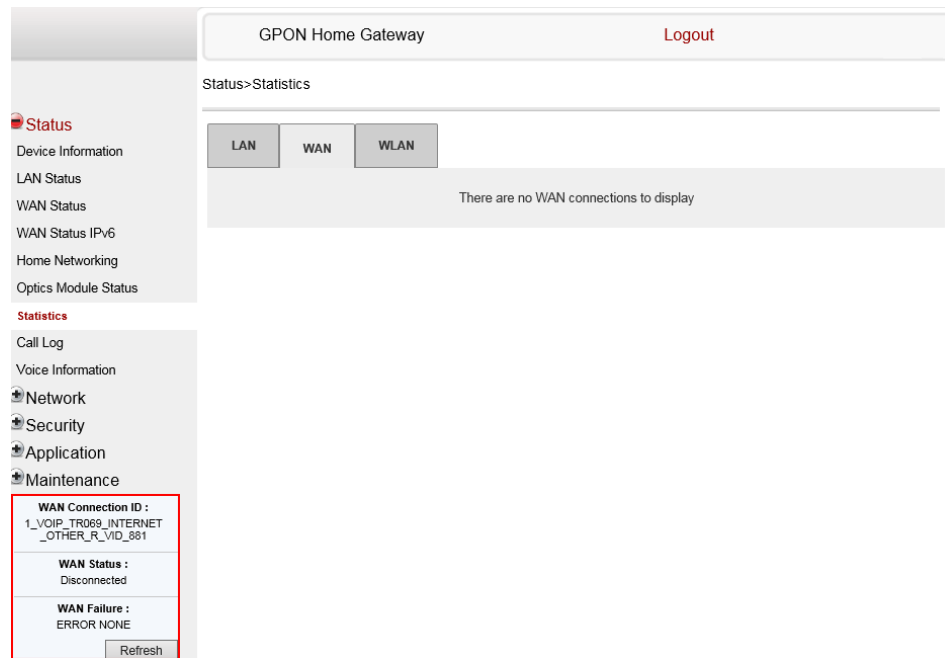 GPON Home Gateway
Logout
Status>Statistics
Status
Device Information
LAN Status
WAN Status
WAN Status IPv6
Home Networking
Optics Module Status
Statistics
Call Log
Voice Information
Network
Security
Application
Maintenance
WAN Connection ID :
1_VOIP_TR069_INTERNET
_OTHER_R_VID_881
WAN Status :
Disconnected
WAN Failure :
ERROR NONE
Refresh
LAN
WAN
WLAN
There are no WAN connections to display